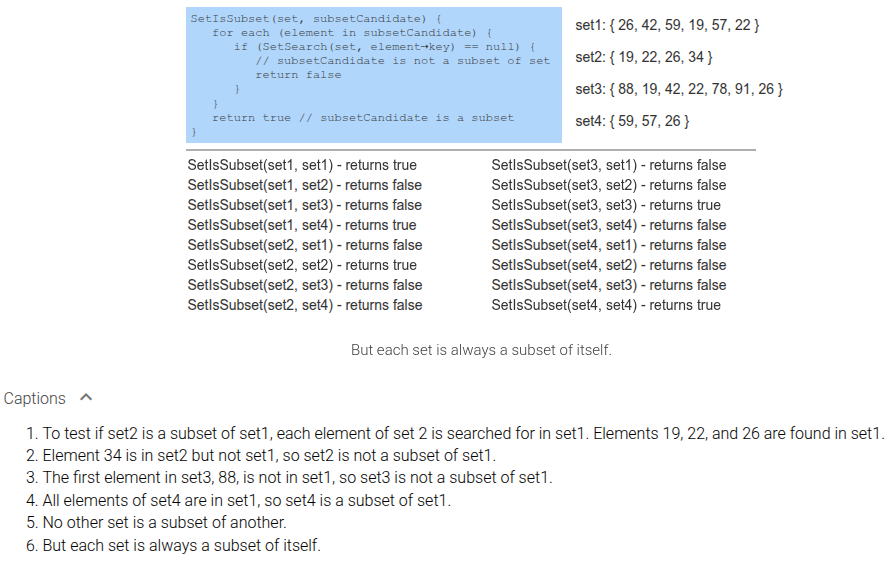 SetIsSubset(set, subsetCandidate) {
for each (element in subsetCandidate) {
if (SetSearch(set, element→key) == null) {
// subsetCandidate is not a subset of set
return false
}
}
return true // subsetCandidate is a subset
}
set1: { 26, 42, 59, 19, 57, 22 }
set2: { 19, 22, 26, 34 }
set3: { 88, 19, 42, 22, 78, 91, 26 }
set4: { 59, 57, 26 }
SetIsSubset(set1, set1) - returns true
SetIsSubset(set1, set2) - returns false
SetIsSubset(set1, set3) - returns false
SetIsSubset(set1, set4) - returns true
SetIsSubset(set2, set1) - returns false
SetIsSubset(set2, set2) - returns true
SetIsSubset(set2, set3) - returns false
SetIsSubset(set2, set4) - returns false
SetIsSubset(set3, set1) - returns false
SetIsSubset(set3, set2) - returns false
SetIsSubset(set3, set3) - returns true
SetIsSubset(set3, set4) - returns false
SetIsSubset(set4, set1) - returns false
SetIsSubset(set4, set2) - returns false
SetIsSubset(set4, set3) - returns false
SetIsSubset(set4, set4) - returns true
But each set is always a subset of itself.
Captions
1. To test if set2 is a subset of set1, each element of set 2 is searched for in set1. Elements 19, 22, and 26 are found in set1.
2. Element 34 is in set2 but not set1, so set2 is not a subset of set1.
3. The first element in set3, 88, is not in set1, so set3 is not a subset of set1.
4. All elements of set4 are in set1, so set4 is a subset of set1.
5. No other set is a subset of another.
6. But each set is always a subset of itself.